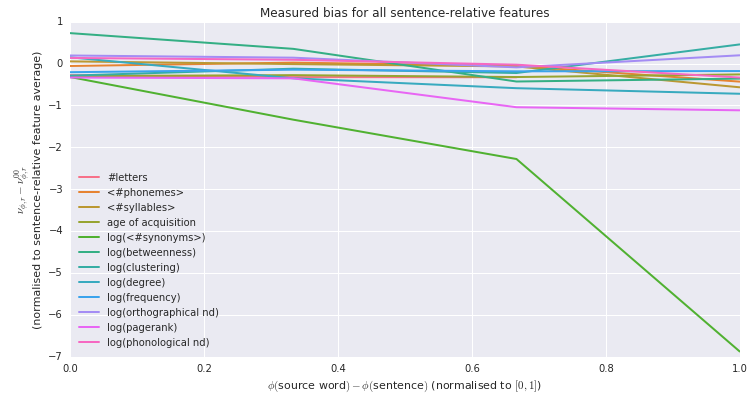 Measured bias for all sentence-relative features
1
0
−1
−2
−3
−4
−5
−6
−7
ν_{ϕ,r} − ν^{00}_{ϕ,r}
(normalised to sentence-relative feature average)
#letters
<#phonemes>
<#syllables>
age of acquisition
log(<#synonyms>)
log(betweenness)
log(clustering)
log(degree)
log(frequency)
log(orthographical nd)
log(pagerank)
log(phonological nd)
0.0 0.2 0.4 0.6 0.8 1.0
ϕ(source word) − ϕ(sentence) (normalised to [0, 1])